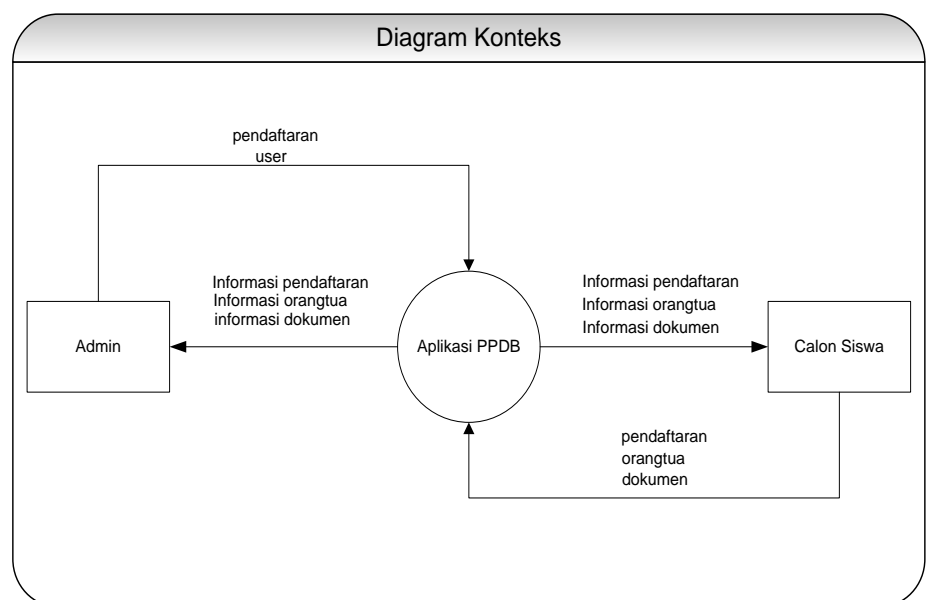 Diagram Konteks
pendaftaran
user
Informasi pendaftaran
Informasi orangtua
informasi dokumen
Informasi pendaftaran
Informasi orangtua
Informasi dokumen
Admin
Aplikasi PPDB
Calon Siswa
pendaftaran
orangtua
dokumen